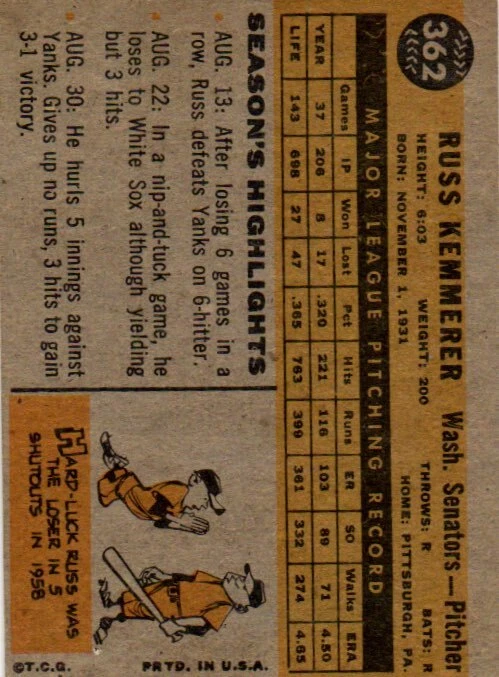 362
RUSS KEMMERER Wash. Senators—Pitcher
HEIGHT: 6:03 WEIGHT: 200 THROWS: R BATS: R
BORN: NOVEMBER 1, 1931 HOME: PITTSBURGH, PA.
MAJOR LEAGUE PITCHING RECORD
Games IP Won Lost Pct Hits Runs ER SO Walks ERA
YEAR 37 206 8 17 .320 221 116 103 89 71 4.50
LIFE 143 698 27 47 .365 763 399 361 332 274 4.65
SEASON'S HIGHLIGHTS
AUG. 13: After losing 6 games in a
row, Russ defeats Yanks on 6-hitter.
AUG. 22: In a nip-and-tuck game, he
loses to White Sox although yielding
but 3 hits.
AUG. 30: He hurls 5 innings against
Yanks. Gives up no runs, 3 hits to gain
3-1 victory.
HARD-LUCK RUSS WAS
THE LOSER IN 5
SHUTOUTS IN 1958
©T.C.G. PRTD. IN U.S.A.